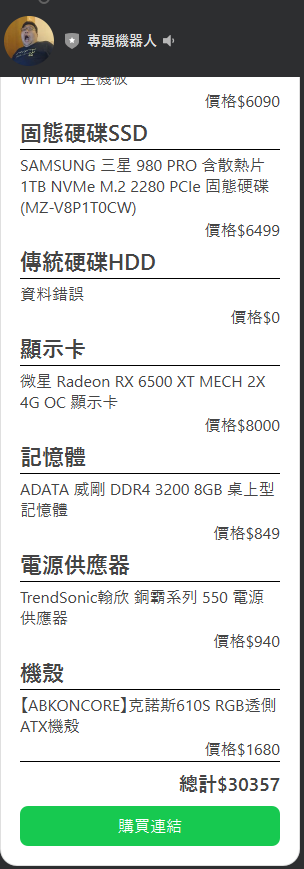 專題機器人
WIFI D4 主機板
價格$6090
固態硬碟SSD
SAMSUNG 三星 980 PRO 含散熱片
1TB NVMe M.2 2280 PCIe 固態硬碟
(MZ-V8P1T0CW)
價格$6499
傳統硬碟HDD
資料錯誤
價格$0
顯示卡
微星 Radeon RX 6500 XT MECH 2X
4G OC 顯示卡
價格$8000
記憶體
ADATA 威剛 DDR4 3200 8GB 桌上型
記憶體
價格$849
電源供應器
TrendSonic翰欣 銅霸系列 550 電源
供應器
價格$940
機殼
【ABKONCORE】克諾斯610S RGB透側
ATX機殼
價格$1680
總計$30357
購買連結